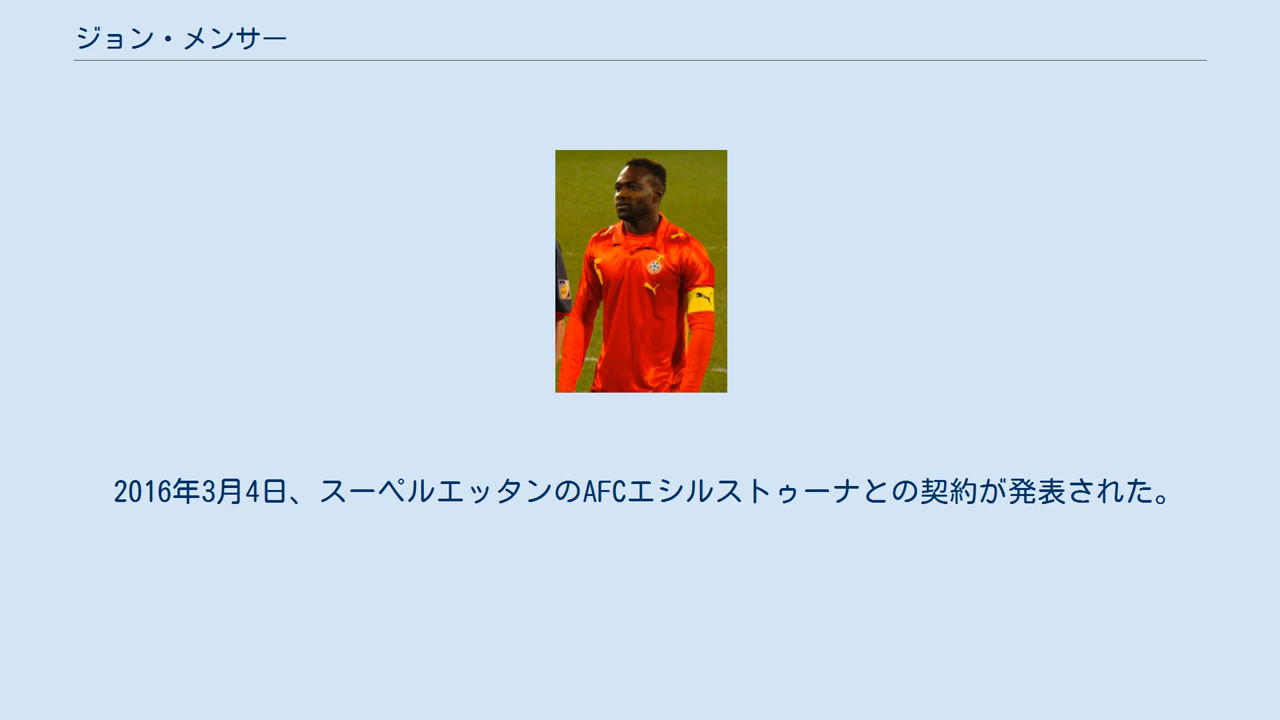 ジョン・メンサー
2016年3月4日、スーペルエッタンのAFCエシルストゥーナとの契約が発表された。